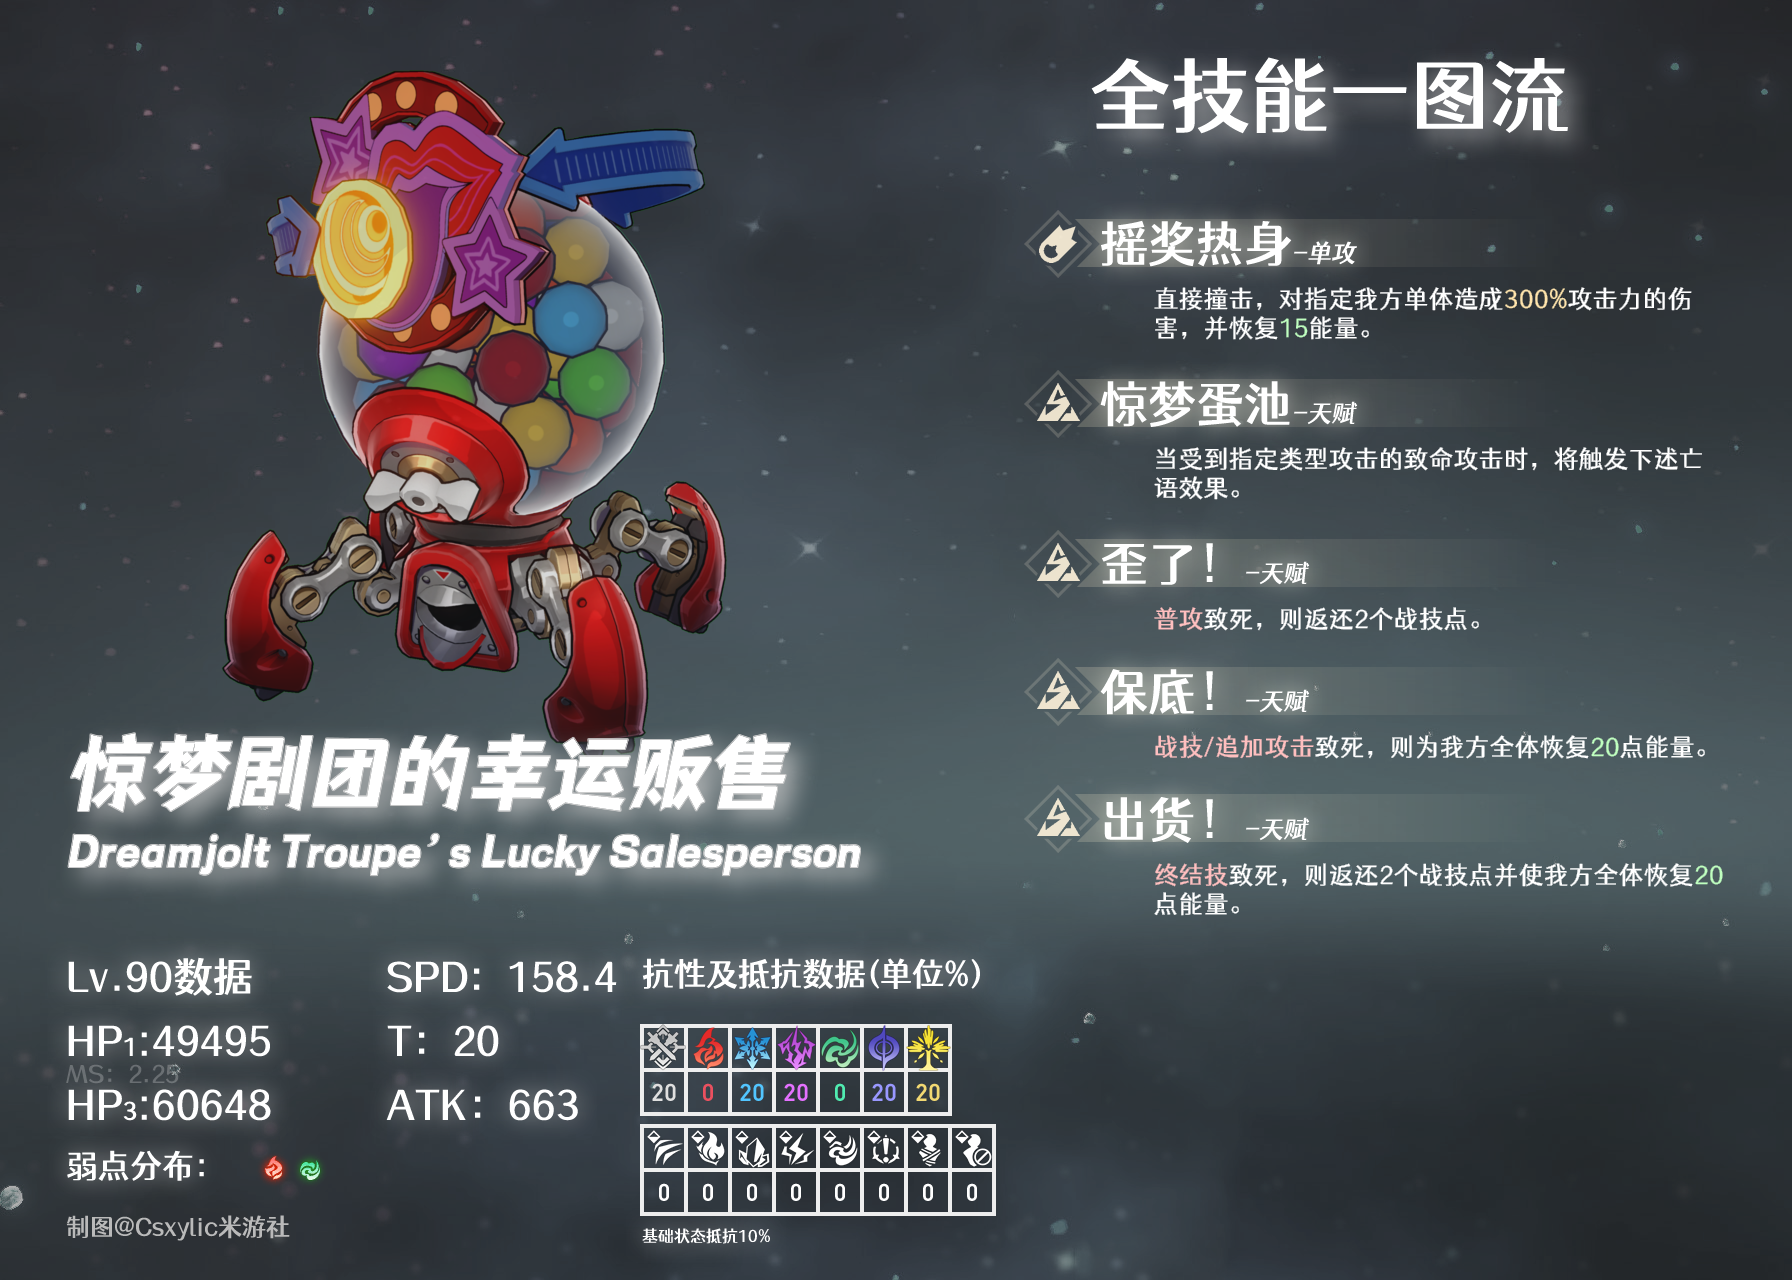 全技能一图流
摇奖热身-单攻
直接撞击，对指定我方单体造成300%攻击力的伤
害，并恢复15能量。
惊梦蛋池-天赋
当受到指定类型攻击的致命攻击时，将触发下述亡
语效果。
歪了！ -天赋
普攻致死，则返还2个战技点。
保底！ -天赋
战技/追加攻击致死，则为我方全体恢复20点能量。
出货！ -天赋
终结技致死，则返还2个战技点并使我方全体恢复20
点能量。
惊梦剧团的幸运贩售
Dreamjolt Troupe’s Lucky Salesperson
Lv.90数据
SPD: 158.4
HP1:49495
T: 20
MS: 2.25
HP3:60648
ATK: 663
弱点分布：
制图@Csxylic米游社
抗性及抵抗数据(单位%)
20 0 20 20 0 20 20
0 0 0 0 0 0 0 0
基础状态抵抗10%